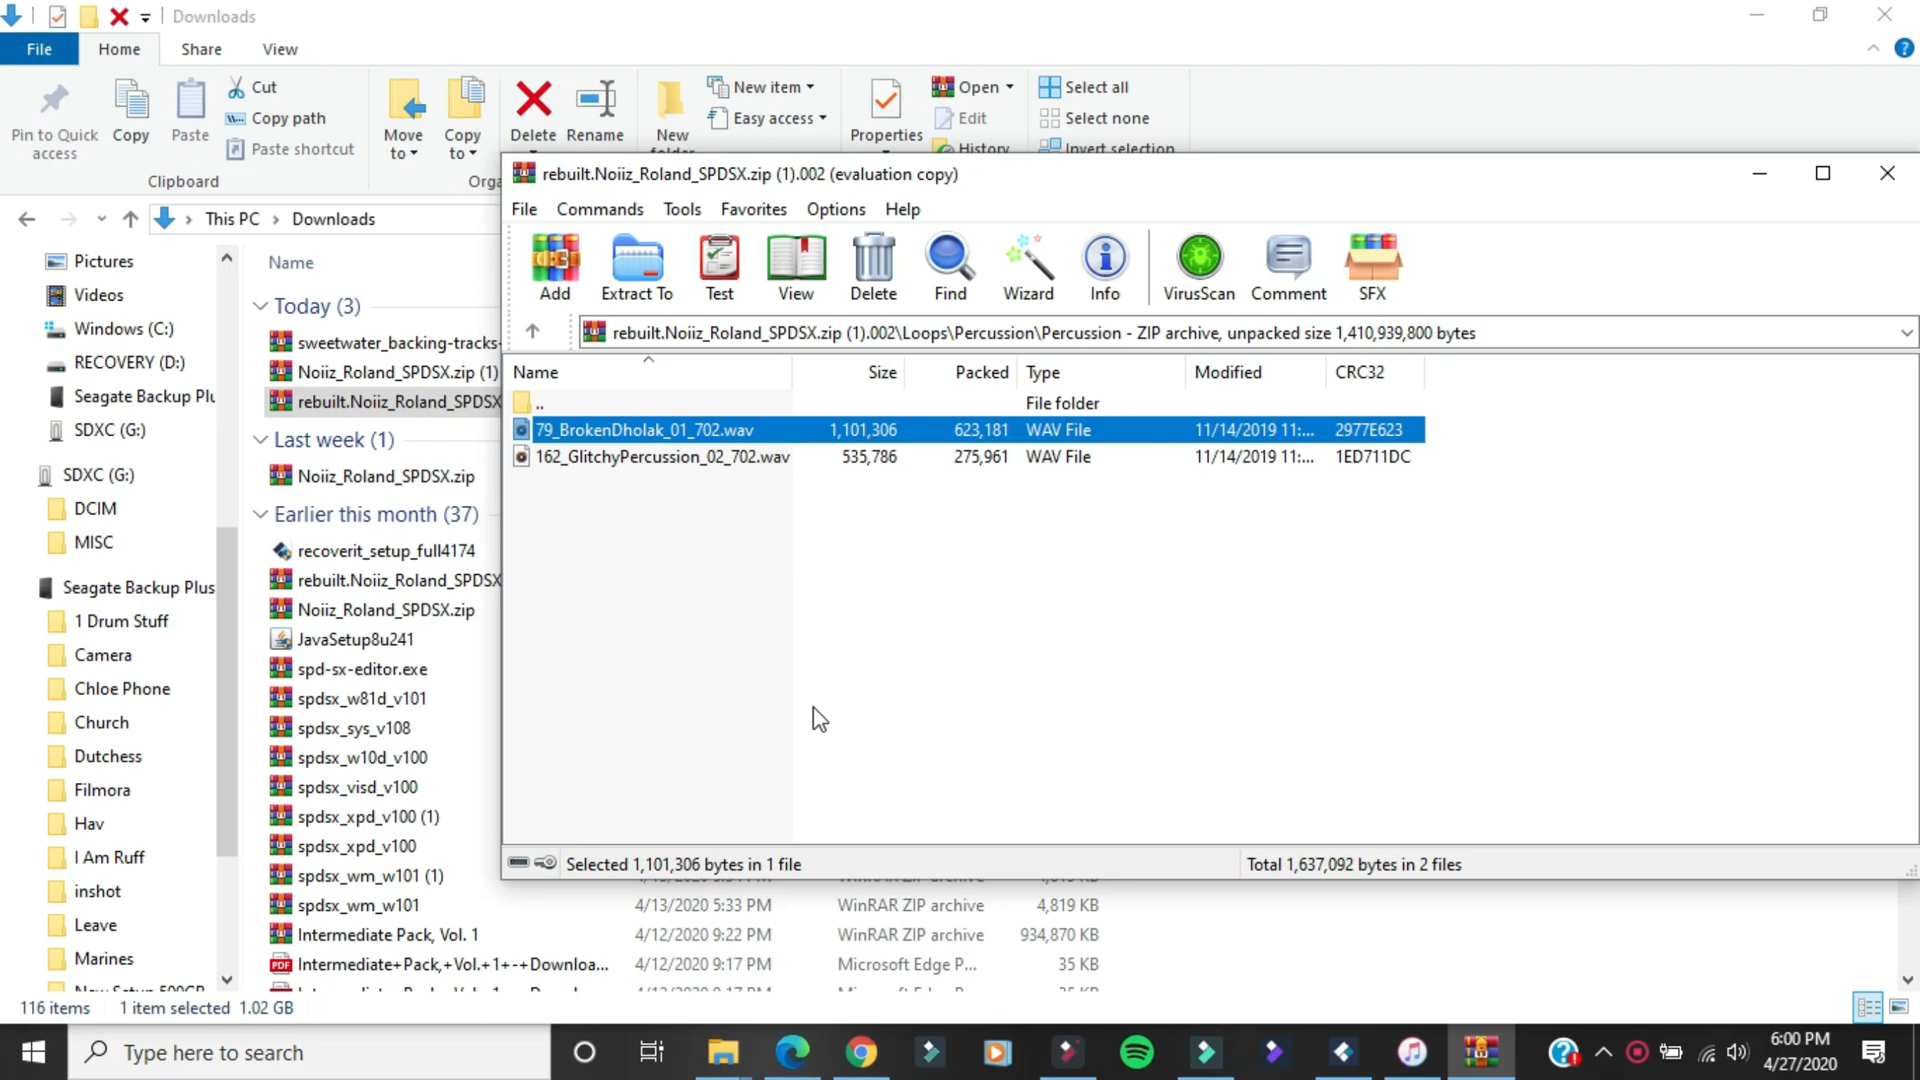 Downloads
File Home Share View
Pin to Quick access
Copy
Paste
Cut
Copy path
Paste shortcut
Clipboard
Move to
Copy to
Delete
Rename
New
New item
Easy access
Properties
Open
Edit
History
Select all
Select none
Invert selection
This PC > Downloads
Pictures
Videos
Windows (C:)
RECOVERY (D:)
Seagate Backup Plu
SDXC (G:)
SDXC (G:)
DCIM
MISC
Seagate Backup Plus
1 Drum Stuff
Camera
Chloe Phone
Church
Dutchess
Filmora
Hav
I Am Ruff
inshot
Leave
Marines
Name
Today (3)
sweetwater_backing-tracks-
Noiiz_Roland_SPDSX.zip (1)
rebuilt.Noiiz_Roland_SPDSX
Last week (1)
Noiiz_Roland_SPDSX.zip
Earlier this month (37)
recoverit_setup_full4174
rebuilt.Noiiz_Roland_SPDSX
Noiiz_Roland_SPDSX.zip
JavaSetup8u241
spd-sx-editor.exe
spdsx_w81d_v101
spdsx_sys_v108
spdsx_w10d_v100
spdsx_visd_v100
spdsx_xpd_v100 (1)
spdsx_xpd_v100
spdsx_wm_w101 (1)
spdsx_wm_w101 4/13/2020 5:33 PM WinRAR ZIP archive 4,819 KB
Intermediate Pack, Vol. 1 4/12/2020 9:22 PM WinRAR ZIP archive 934,870 KB
Intermediate+Pack,+Vol.+1+-+Downloa... 4/12/2020 9:17 PM Microsoft Edge P... 35 KB
116 items 1 item selected 1.02 GB
rebuilt.Noiiz_Roland_SPDSX.zip (1).002 (evaluation copy)
File Commands Tools Favorites Options Help
Add Extract To Test View Delete Find Wizard Info VirusScan Comment SFX
rebuilt.Noiiz_Roland_SPDSX.zip (1).002\Loops\Percussion\Percussion - ZIP archive, unpacked size 1,410,939,800 bytes
Name Size Packed Type Modified CRC32
.. File folder
79_BrokenDholak_01_702.wav 1,101,306 623,181 WAV File 11/14/2019 11:... 2977E623
162_GlitchyPercussion_02_702.wav 535,786 275,961 WAV File 11/14/2019 11:... 1ED711DC
Selected 1,101,306 bytes in 1 file
Total 1,637,092 bytes in 2 files
Type here to search
6:00 PM
4/27/2020